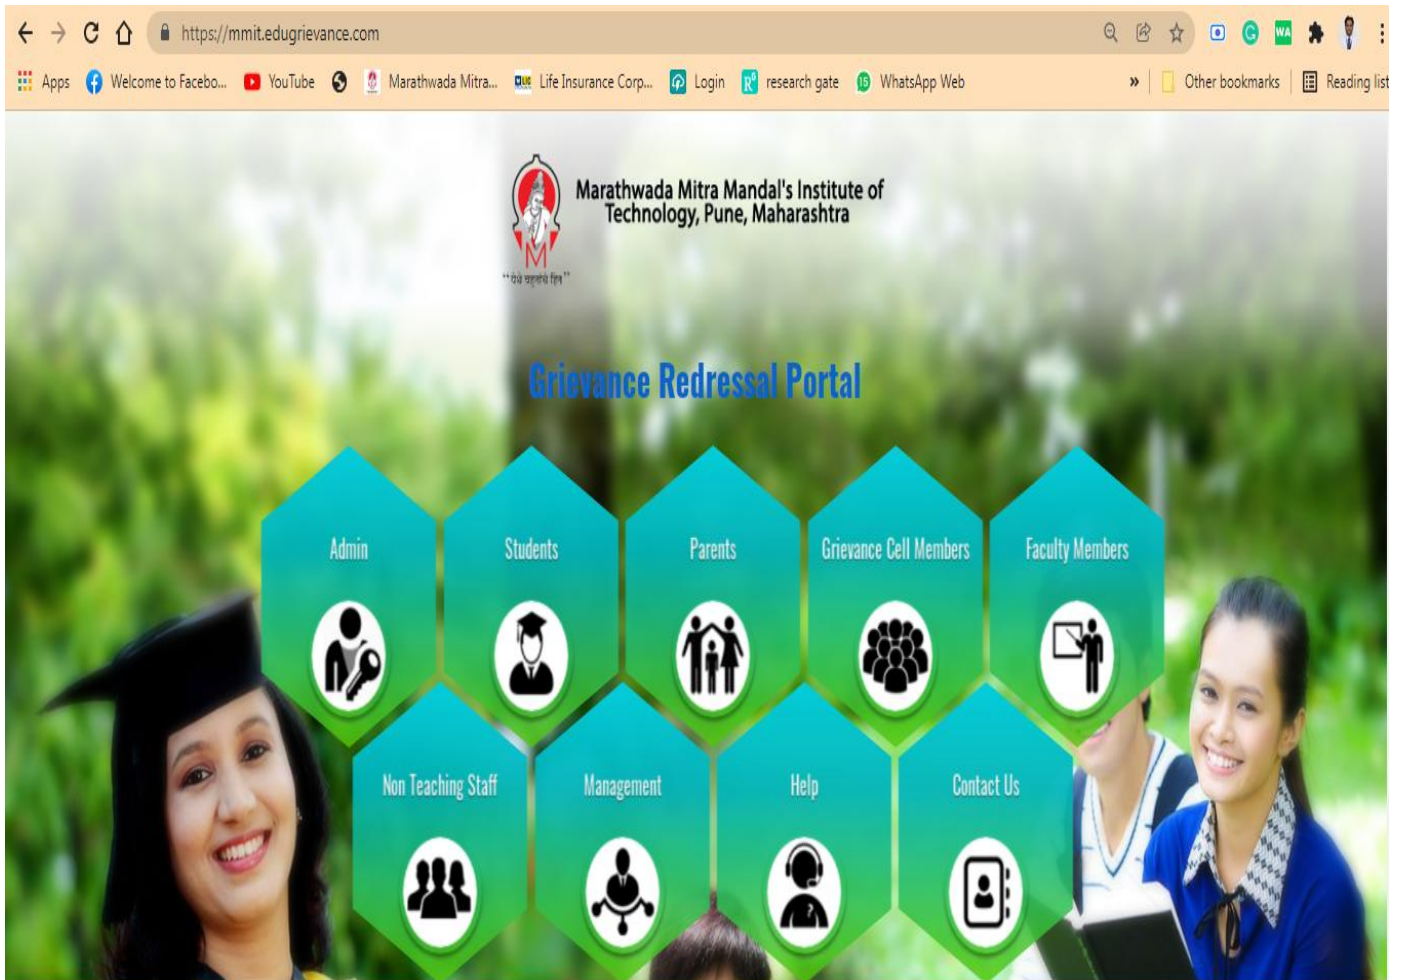 https://mmit.edugrievance.com
Apps Welcome to Facebo... YouTube Marathwada Mitra... Life Insurance Corp... Login research gate WhatsApp Web » Other bookmarks Reading list
Marathwada Mitra Mandal's Institute of
Technology, Pune, Maharashtra
Grievance Redressal Portal
Admin Students Parents Grievance Cell Members Faculty Members
Non Teaching Staff Management Help Contact Us